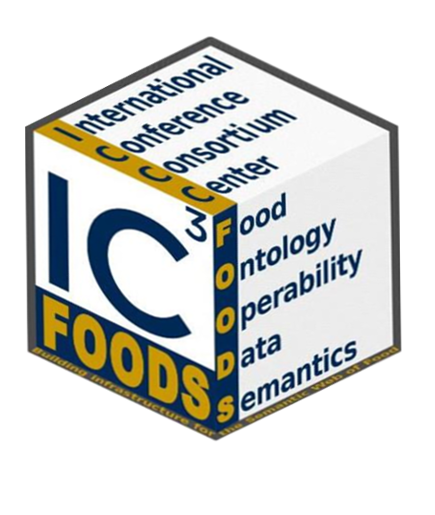 International
Conference
Consortium
Center
IC3
FOODS
Food
Ontology
Operability
Data
Semantics
Building Infrastructure for the Semantic Web of Food